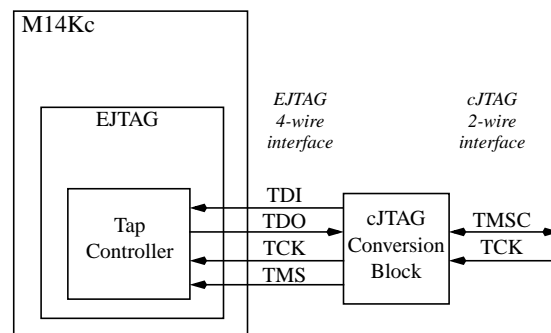 M14Kc
EJTAG
4-wire
interface
cJTAG
2-wire
interface
EJTAG
Tap
Controller
TDI
TDO
TCK
TMS
cJTAG
Conversion
Block
TMSC
TCK